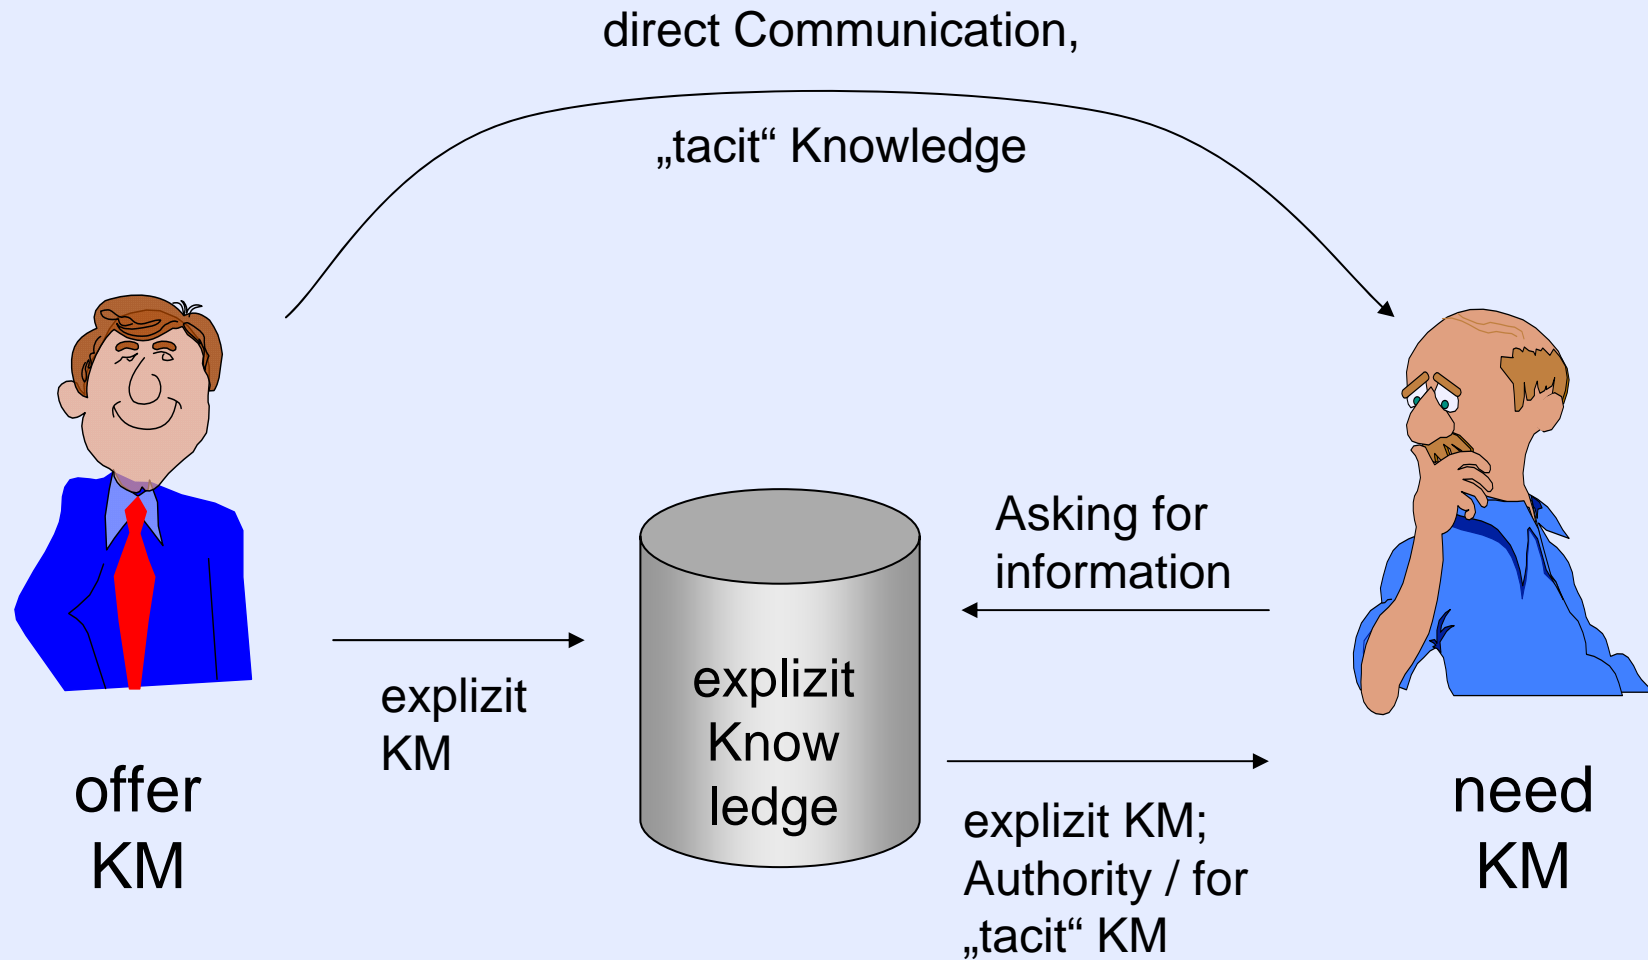 direct Communication,
„tacit“ Knowledge
Asking for
information
explizit
KM
explizit
Know
ledge
offer
KM
explizit KM;
Authority / for
„tacit“ KM
need
KM